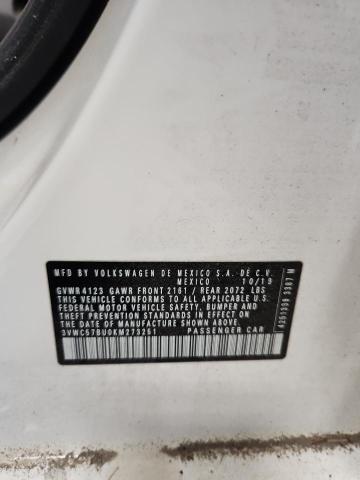 MFD. BY VOLKSWAGEN DE MEXICO S.A. DE C.V.
MEXICO 10/19
GVWR 4123 GAWR FRONT 2161 / REAR 2072 LBS
THIS VEHICLE CONFORMS TO ALL APPLICABLE U.S.
FEDERAL MOTOR VEHICLE SAFETY, BUMPER, AND
THEFT PREVENTION STANDARDS IN EFFECT ON
THE DATE OF MANUFACTURE SHOWN ABOVE.
3VWC57BU0KM273251 PASSENGER CAR
4251339 3387 M